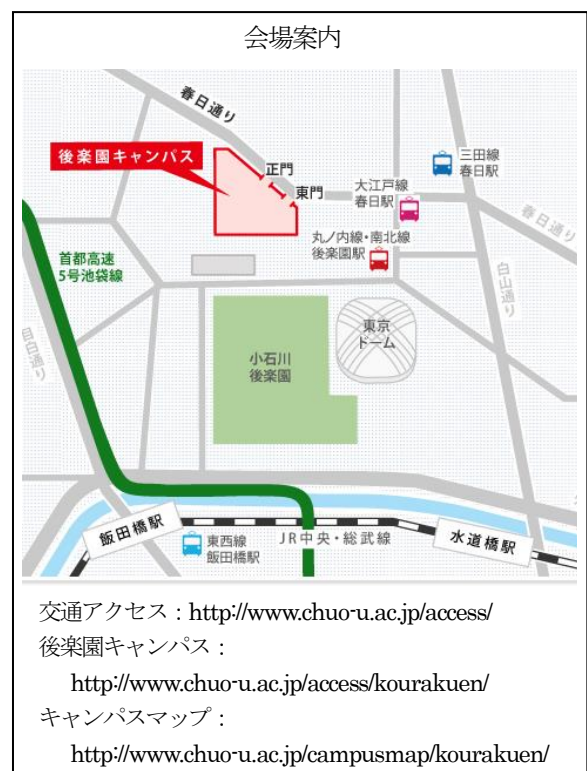 会場案内
春日通り
後楽園キャンパス
正門
東門
三田線
春日駅
大江戸線
春日駅
丸ノ内線・南北線
後楽園駅
春日通り
首都高速
5号池袋線
白山通り
目白通り
東京
ドーム
小石川
後楽園
飯田橋駅
東西線
飯田橋駅
JR中央・総武線
水道橋駅
交通アクセス：http://www.chuo-u.ac.jp/access/
後楽園キャンパス：
http://www.chuo-u.ac.jp/access/kourakuen/
キャンパスマップ：
http://www.chuo-u.ac.jp/campusmap/kourakuen/